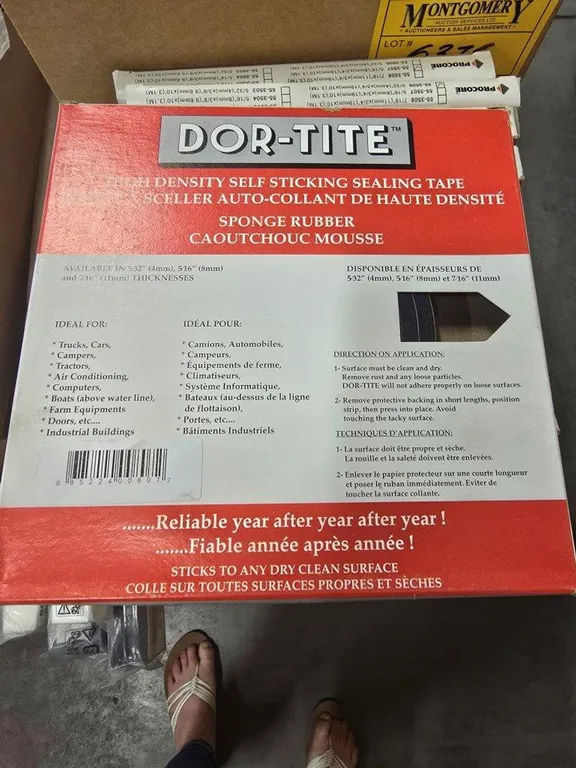 MONTGOMERY
AUCTION SERVICES LTD.
• AUCTIONEERS & SALES MANAGEMENT •
LOT #
PROCORE
PROCORE
DOR-TITE™
HIGH DENSITY SELF STICKING SEALING TAPE
SCELLER AUTO-COLLANT DE HAUTE DENSITÉ
SPONGE RUBBER
CAOUTCHOUC MOUSSE
AVAILABLE IN 5/32" (4mm), 5/16" (8mm)
and 7/16" (11mm) THICKNESSES
DISPONIBLE EN ÉPAISSEURS DE
5/32" (4mm), 5/16" (8mm) et 7/16" (11mm)
IDEAL FOR:
* Trucks, Cars,
* Campers,
* Tractors,
* Air Conditioning,
* Computers,
* Boats (above water line),
* Farm Equipments
* Doors, etc....
* Industrial Buildings
IDÉAL POUR:
* Camions, Automobiles,
* Campeurs,
* Équipements de ferme,
* Climatiseurs,
* Système Informatique,
* Bateaux (au-dessus de la ligne
de flottaison),
* Portes, etc....
* Bâtiments Industriels
DIRECTION ON APPLICATION:
1- Surface must be clean and dry.
Remove rust and any loose particles.
DOR-TITE will not adhere properly on loose surfaces.
2- Remove protective backing in short lengths, position
strip, then press into place. Avoid
touching the tacky surface.
TECHNIQUES D'APPLICATION:
1- La surface doit être propre et sèche.
La rouille et la saleté doivent être enlevées.
2- Enlever le papier protecteur sur une courte longueur
et poser le ruban immédiatement. Eviter de
toucher la surface collante.
6 85224 00807 2
.......Reliable year after year after year !
.......Fiable année après année !
STICKS TO ANY DRY CLEAN SURFACE
COLLE SUR TOUTES SURFACES PROPRES ET SÈCHES